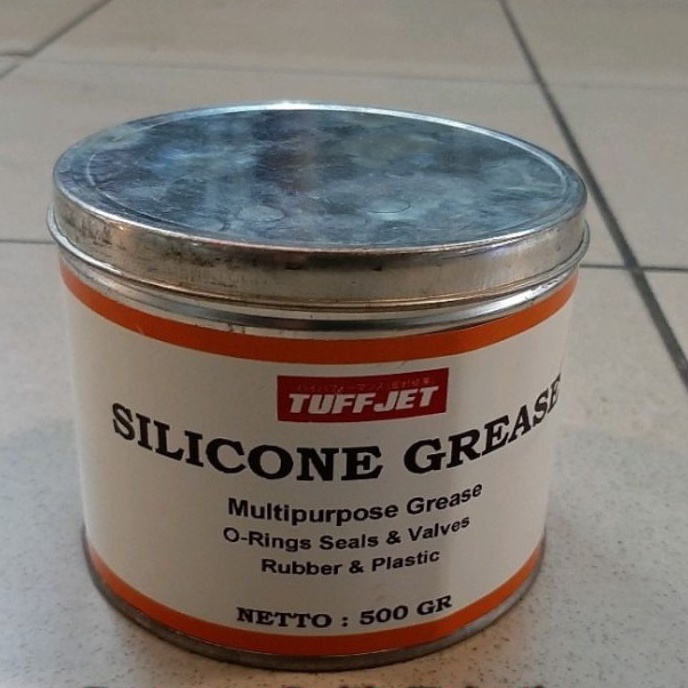 TUFFJET
SILICONE GREASE
Multipurpose Grease
O-Rings Seals & Valves
Rubber & Plastic
NETTO : 500 GR